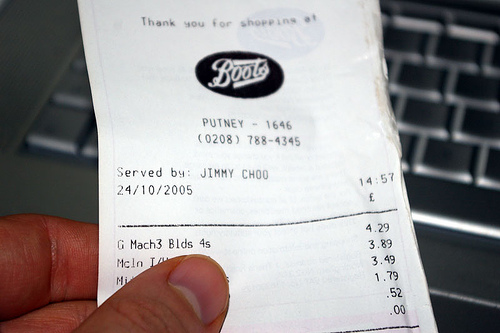 Thank you for shopping at
Boots
PUTNEY - 1646
(0208) 788-4345
Served by: JIMMY CHOO
24/10/2005 14:57
£
4.29
G Mach3 Blds 4s 3.89
Mcln 3.49
1.79
.52
.00